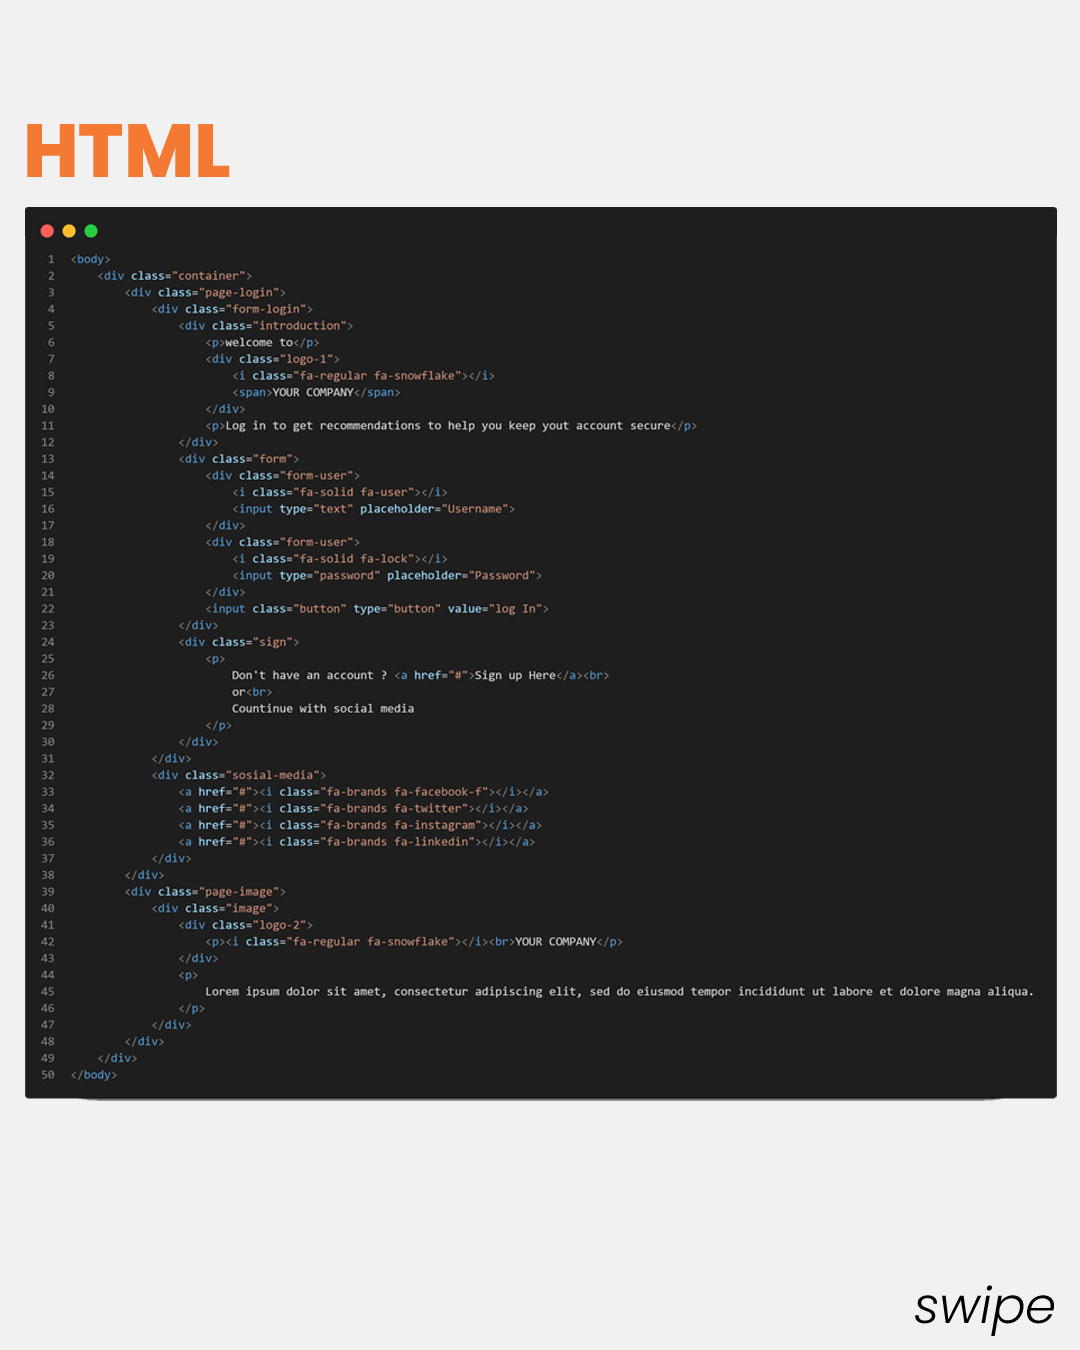 HTML
1 <body>
2     <div class="container">
3         <div class="page-login">
4             <div class="form-login">
5                 <div class="introduction">
6                     <p>welcome to</p>
7                     <div class="logo-1">
8                         <i class="fa-regular fa-snowflake"></i>
9                         <span>YOUR COMPANY</span>
10                     </div>
11                     <p>Log in to get recommendations to help you keep yout account secure</p>
12                 </div>
13                 <div class="form">
14                     <div class="form-user">
15                         <i class="fa-solid fa-user"></i>
16                         <input type="text" placeholder="Username">
17                     </div>
18                     <div class="form-user">
19                         <i class="fa-solid fa-lock"></i>
20                         <input type="password" placeholder="Password">
21                     </div>
22                     <input class="button" type="button" value="log In">
23                 </div>
24                 <div class="sign">
25                     <p>
26                         Don't have an account ? <a href="#">Sign up Here</a><br>
27                         or<br>
28                         Countinue with social media
29                     </p>
30                 </div>
31             </div>
32             <div class="sosial-media">
33                 <a href="#"><i class="fa-brands fa-facebook-f"></i></a>
34                 <a href="#"><i class="fa-brands fa-twitter"></i></a>
35                 <a href="#"><i class="fa-brands fa-instagram"></i></a>
36                 <a href="#"><i class="fa-brands fa-linkedin"></i></a>
37             </div>
38         </div>
39         <div class="page-image">
40             <div class="image">
41                 <div class="logo-2">
42                     <p><i class="fa-regular fa-snowflake"></i><br>YOUR COMPANY</p>
43                 </div>
44                 <p>
45                     Lorem ipsum dolor sit amet, consectetur adipiscing elit, sed do eiusmod tempor incididunt ut labore et dolore magna aliqua.
46                 </p>
47             </div>
48         </div>
49     </div>
50 </body>
swipe